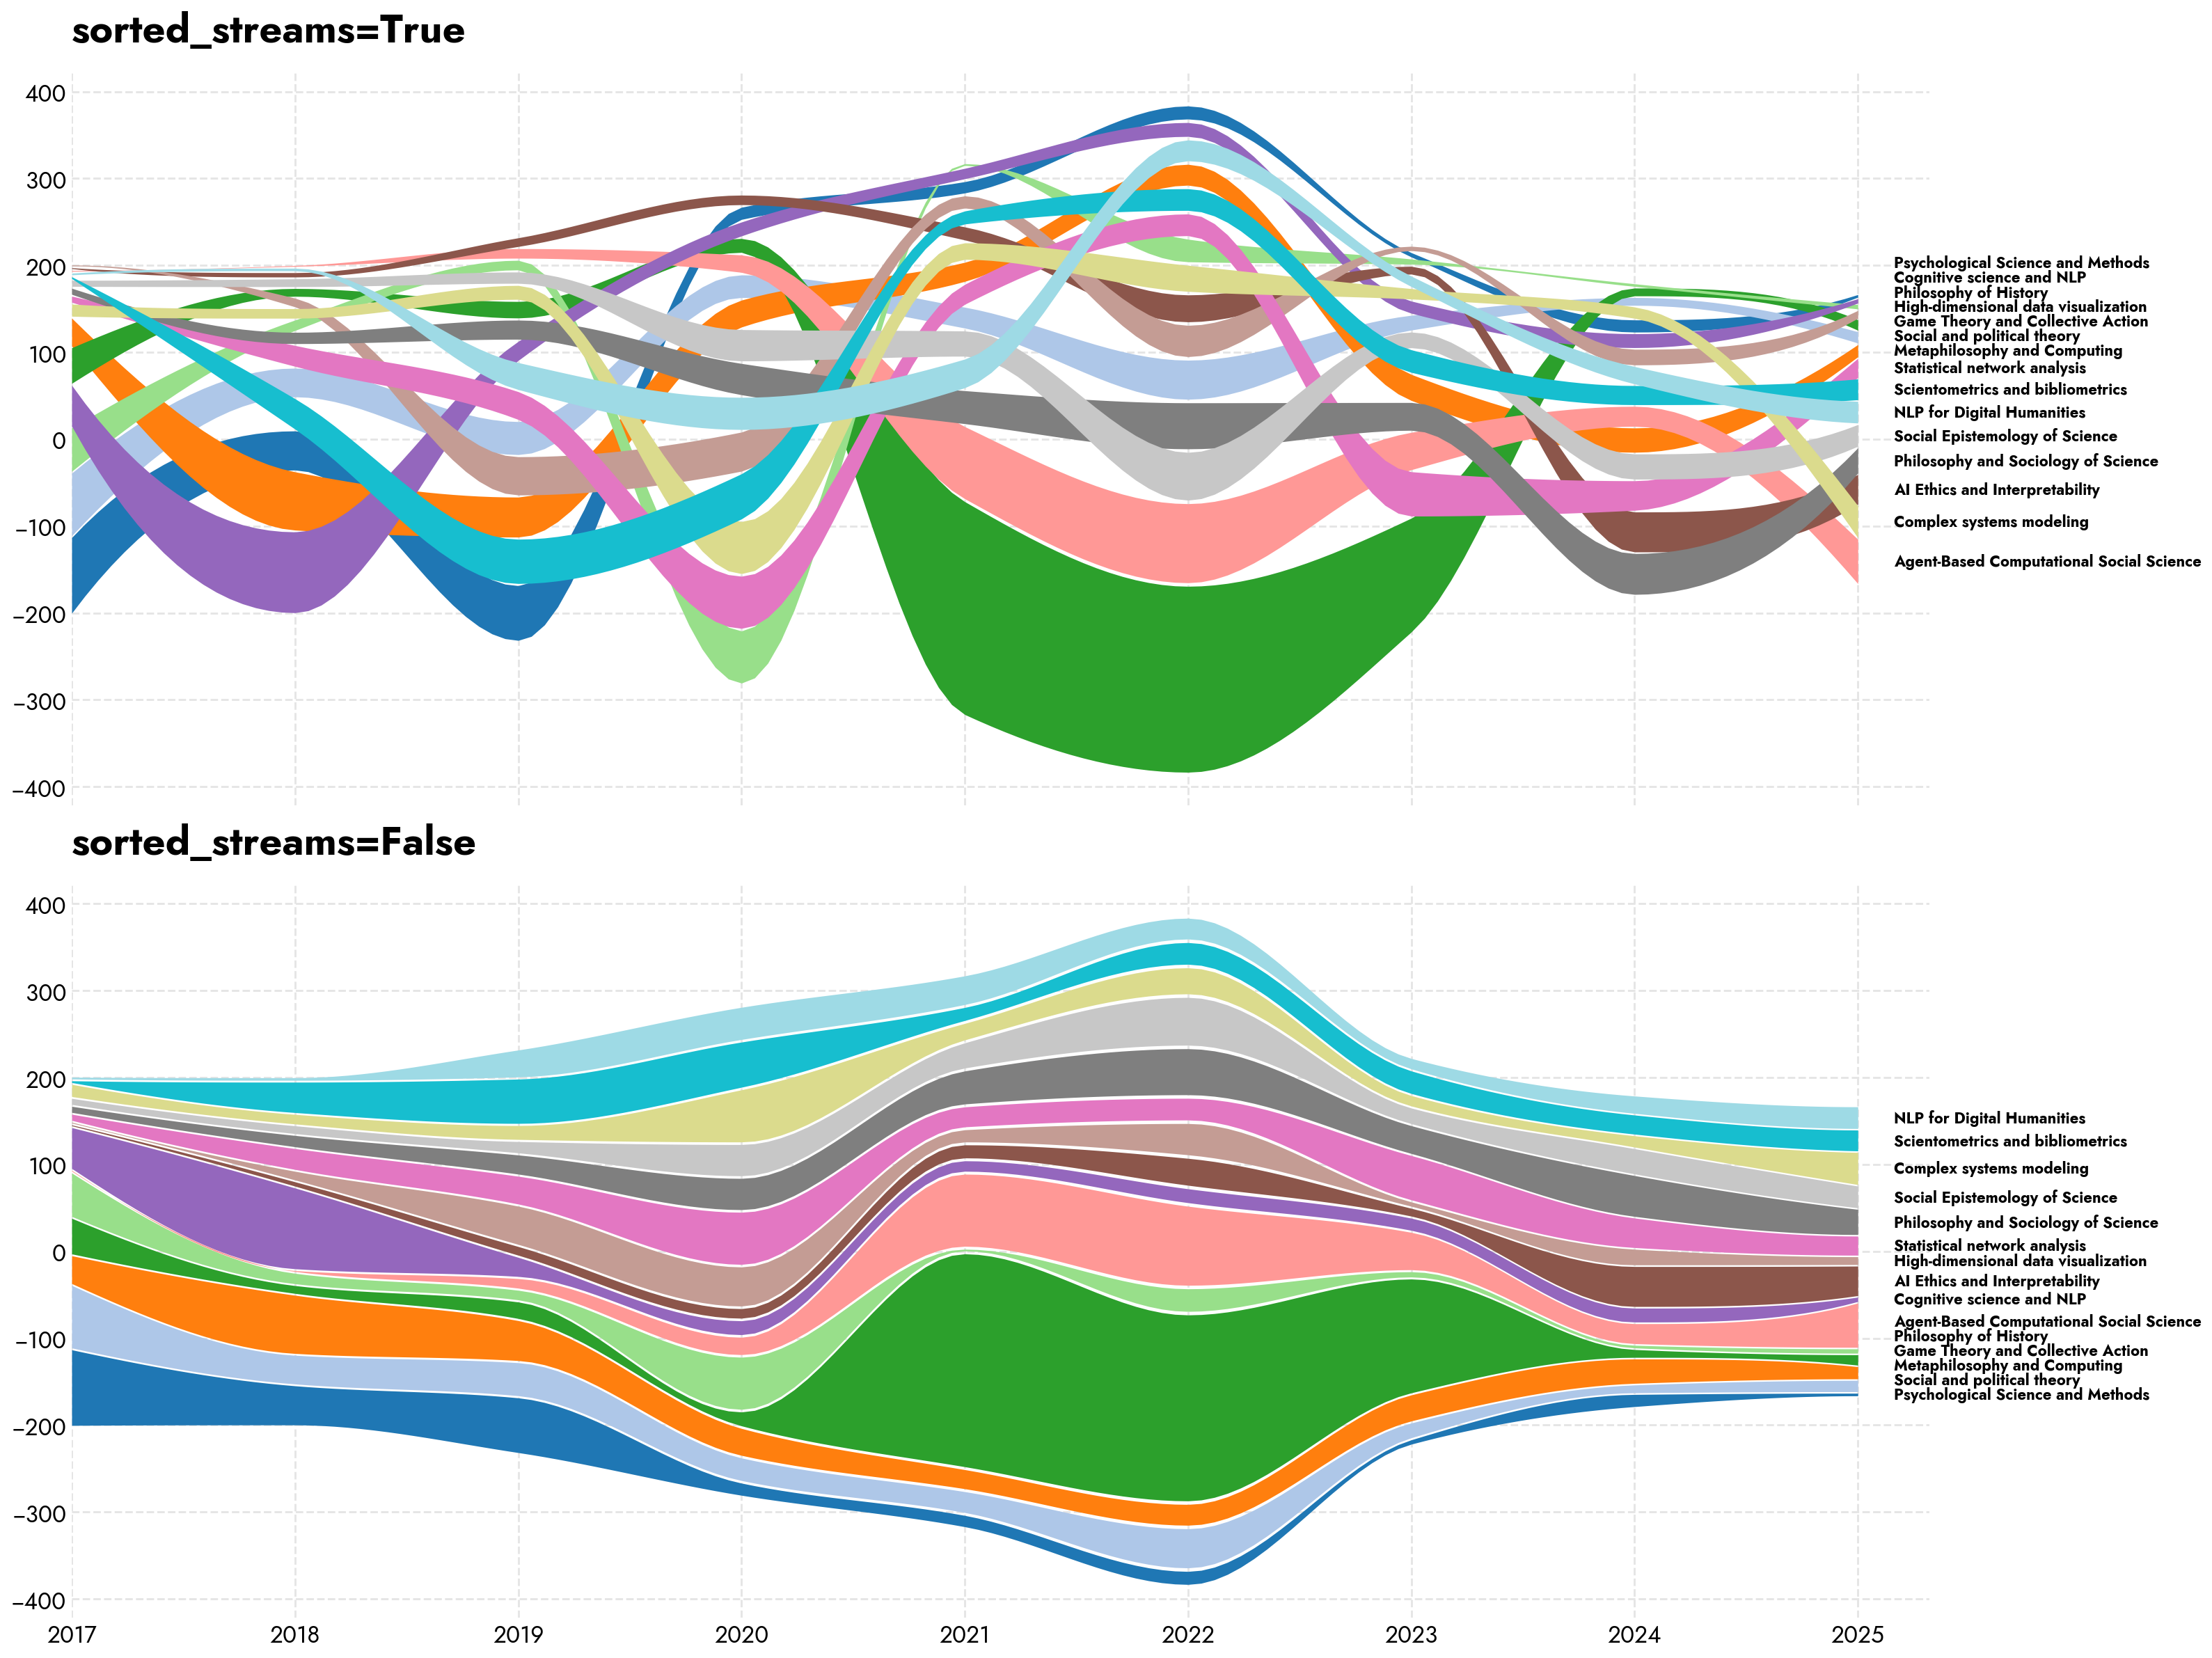 sorted_streams=True
400
300
200
100
0
−100
−200
−300
−400
Psychological Science and Methods
Cognitive science and NLP
Philosophy of History
High-dimensional data visualization
Game Theory and Collective Action
Social and political theory
Metaphilosophy and Computing
Statistical network analysis
Scientometrics and bibliometrics
NLP for Digital Humanities
Social Epistemology of Science
Philosophy and Sociology of Science
AI Ethics and Interpretability
Complex systems modeling
Agent-Based Computational Social Science
sorted_streams=False
400
300
200
100
0
−100
−200
−300
−400
NLP for Digital Humanities
Scientometrics and bibliometrics
Complex systems modeling
Social Epistemology of Science
Philosophy and Sociology of Science
Statistical network analysis
High-dimensional data visualization
AI Ethics and Interpretability
Cognitive science and NLP
Agent-Based Computational Social Science
Philosophy of History
Game Theory and Collective Action
Metaphilosophy and Computing
Social and political theory
Psychological Science and Methods
2017 2018 2019 2020 2021 2022 2023 2024 2025